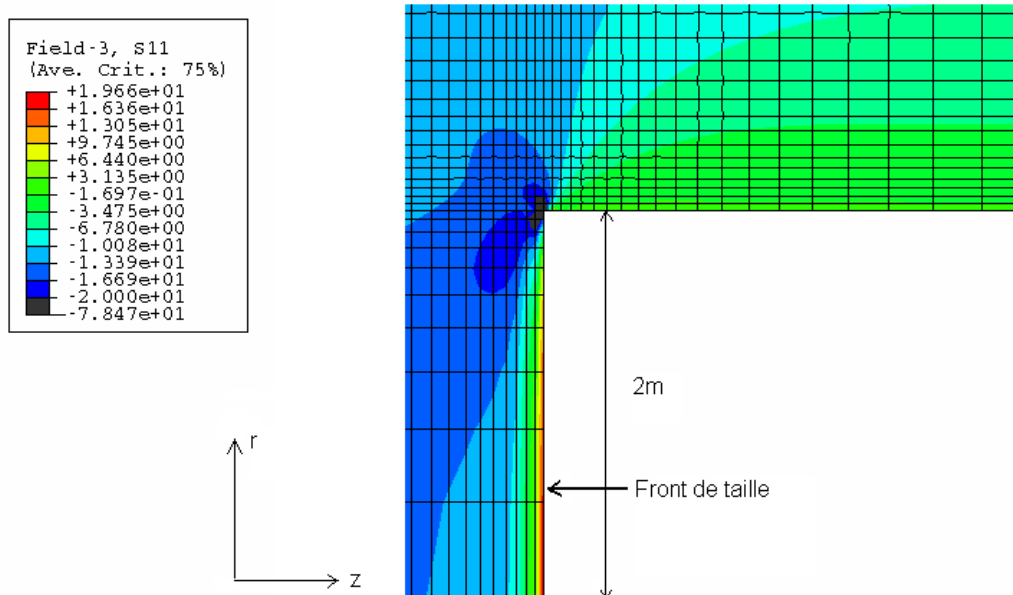 Field-3, S11
(Ave. Crit.: 75%)
+1.966e+01
+1.636e+01
+1.305e+01
+9.745e+00
+6.440e+00
+3.135e+00
-1.697e-01
-3.475e+00
-6.780e+00
-1.008e+01
-1.339e+01
-1.669e+01
-2.000e+01
-7.847e+01
2m
r
Front de taille
z